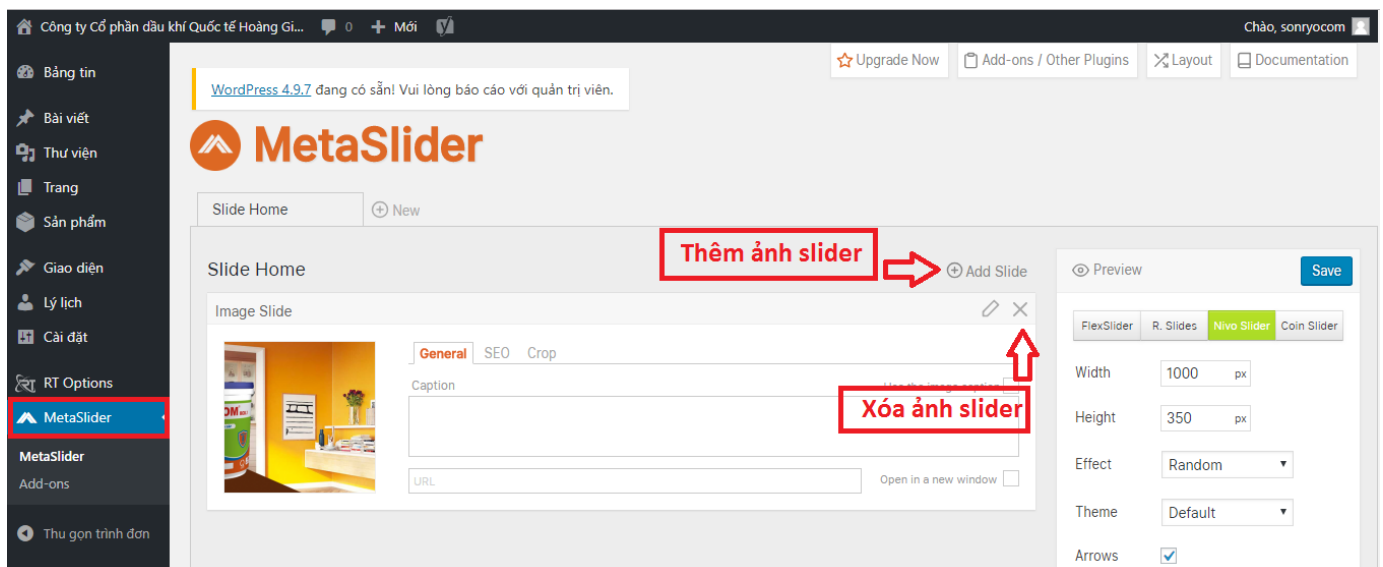 Công ty Cổ phần dầu khí Quốc tế Hoàng Gi... 0 + Mới Chào, sonryocom
Bảng tin
Bài viết
Thư viện
Trang
Sản phẩm
Giao diện
Lý lịch
Cài đặt
RT Options
MetaSlider
MetaSlider
Add-ons
Thu gọn trình đơn
Upgrade Now Add-ons / Other Plugins Layout Documentation
WordPress 4.9.7 đang có sẵn! Vui lòng báo cáo với quản trị viên.
MetaSlider
Slide Home New
Thêm ảnh slider
Slide Home Add Slide
Image Slide
General SEO Crop
Caption Use the image caption
Xóa ảnh slider
URL Open in a new window
Preview Save
FlexSlider R. Slides Nivo Slider Coin Slider
Width 1000 px
Height 350 px
Effect Random
Theme Default
Arrows